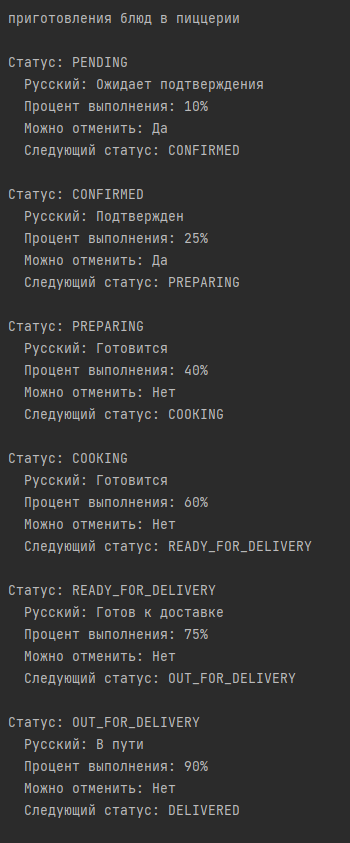 приготовления блюд в пиццерии
Статус: PENDING
Русский: Ожидает подтверждения
Процент выполнения: 10%
Можно отменить: Да
Следующий статус: CONFIRMED
Статус: CONFIRMED
Русский: Подтвержден
Процент выполнения: 25%
Можно отменить: Да
Следующий статус: PREPARING
Статус: PREPARING
Русский: Готовится
Процент выполнения: 40%
Можно отменить: Нет
Следующий статус: COOKING
Статус: COOKING
Русский: Готовится
Процент выполнения: 60%
Можно отменить: Нет
Следующий статус: READY_FOR_DELIVERY
Статус: READY_FOR_DELIVERY
Русский: Готов к доставке
Процент выполнения: 75%
Можно отменить: Нет
Следующий статус: OUT_FOR_DELIVERY
Статус: OUT_FOR_DELIVERY
Русский: В пути
Процент выполнения: 90%
Можно отменить: Нет
Следующий статус: DELIVERED